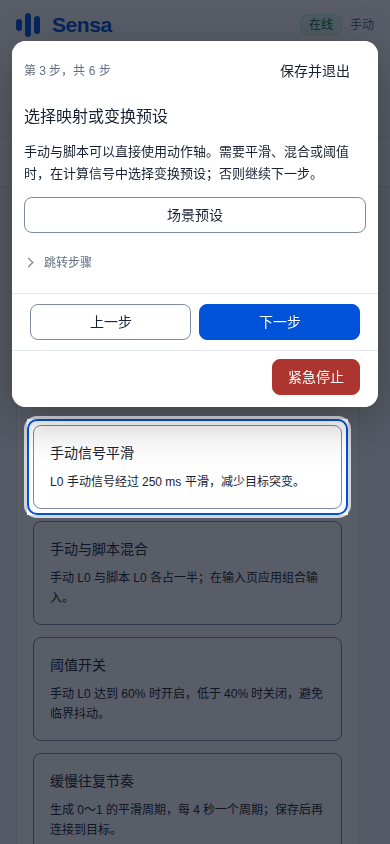 Sensa
在线 手动
第 3 步，共 6 步
保存并退出
选择映射或变换预设
手动与脚本可以直接使用动作轴。需要平滑、混合或阈值
时，在计算信号中选择变换预设；否则继续下一步。
场景预设
跳转步骤
上一步
下一步
紧急停止
手动信号平滑
L0 手动信号经过 250 ms 平滑，减少目标突变。
手动与脚本混合
手动 L0 与脚本 L0 各占一半；在输入页应用组合输
入。
阈值开关
手动 L0 达到 60% 时开启，低于 40% 时关闭，避免
临界抖动。
缓慢往复节奏
生成 0～1 的平滑周期，每 4 秒一个周期；保存后再
连接到目标。